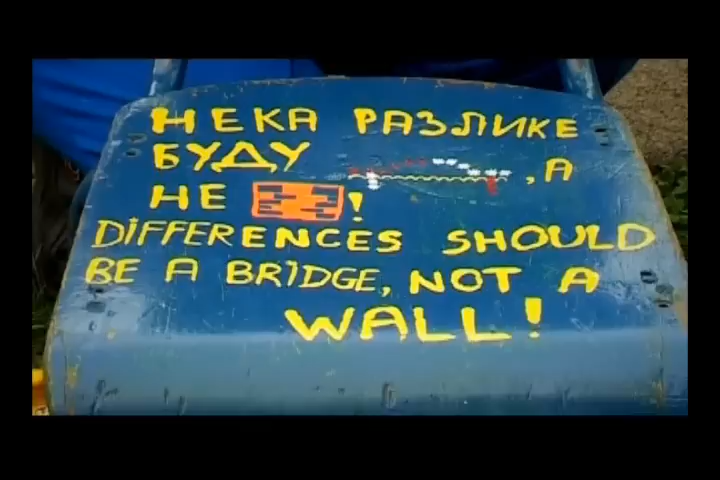 НЕКА РАЗЛИКЕ
БУДУ , А
НЕ !
DIFFERENCES SHOULD
BE A BRIDGE, NOT A
WALL!